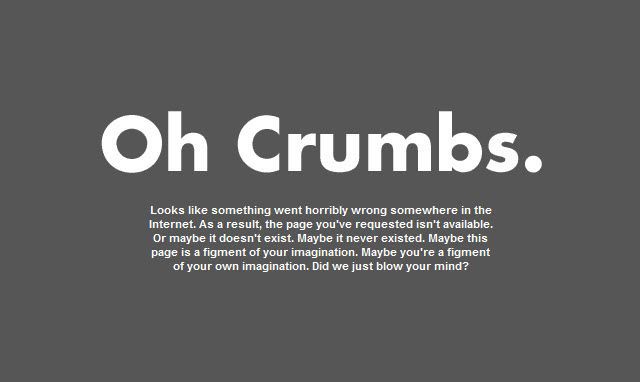 Oh Crumbs.
Looks like something went horribly wrong somewhere in the
Internet. As a result, the page you've requested isn't available.
Or maybe it doesn't exist. Maybe it never existed. Maybe this
page is a figment of your imagination. Maybe you're a figment
of your own imagination. Did we just blow your mind?